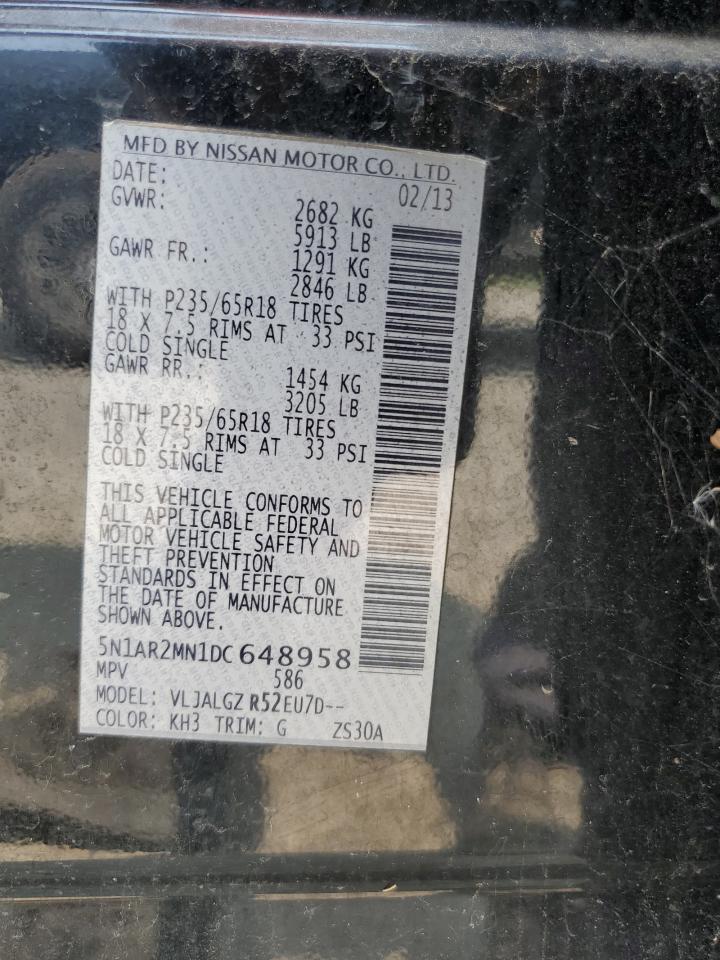 MFD BY NISSAN MOTOR CO., LTD.
DATE: 02/13
GVWR: 2682 KG
5913 LB
GAWR FR.: 1291 KG
2846 LB
WITH P235/65R18 TIRES
18 X 7.5 RIMS AT 33 PSI
COLD SINGLE
GAWR RR.: 1454 KG
3205 LB
WITH P235/65R18 TIRES
18 X 7.5 RIMS AT 33 PSI
COLD SINGLE
THIS VEHICLE CONFORMS TO
ALL APPLICABLE FEDERAL
MOTOR VEHICLE SAFETY AND
THEFT PREVENTION
STANDARDS IN EFFECT ON
THE DATE OF MANUFACTURE
SHOWN ABOVE.
5N1AR2MN1DC648958
MPV 586
MODEL: VLJALGZ R52EU7D--
COLOR: KH3 TRIM: G ZS30A